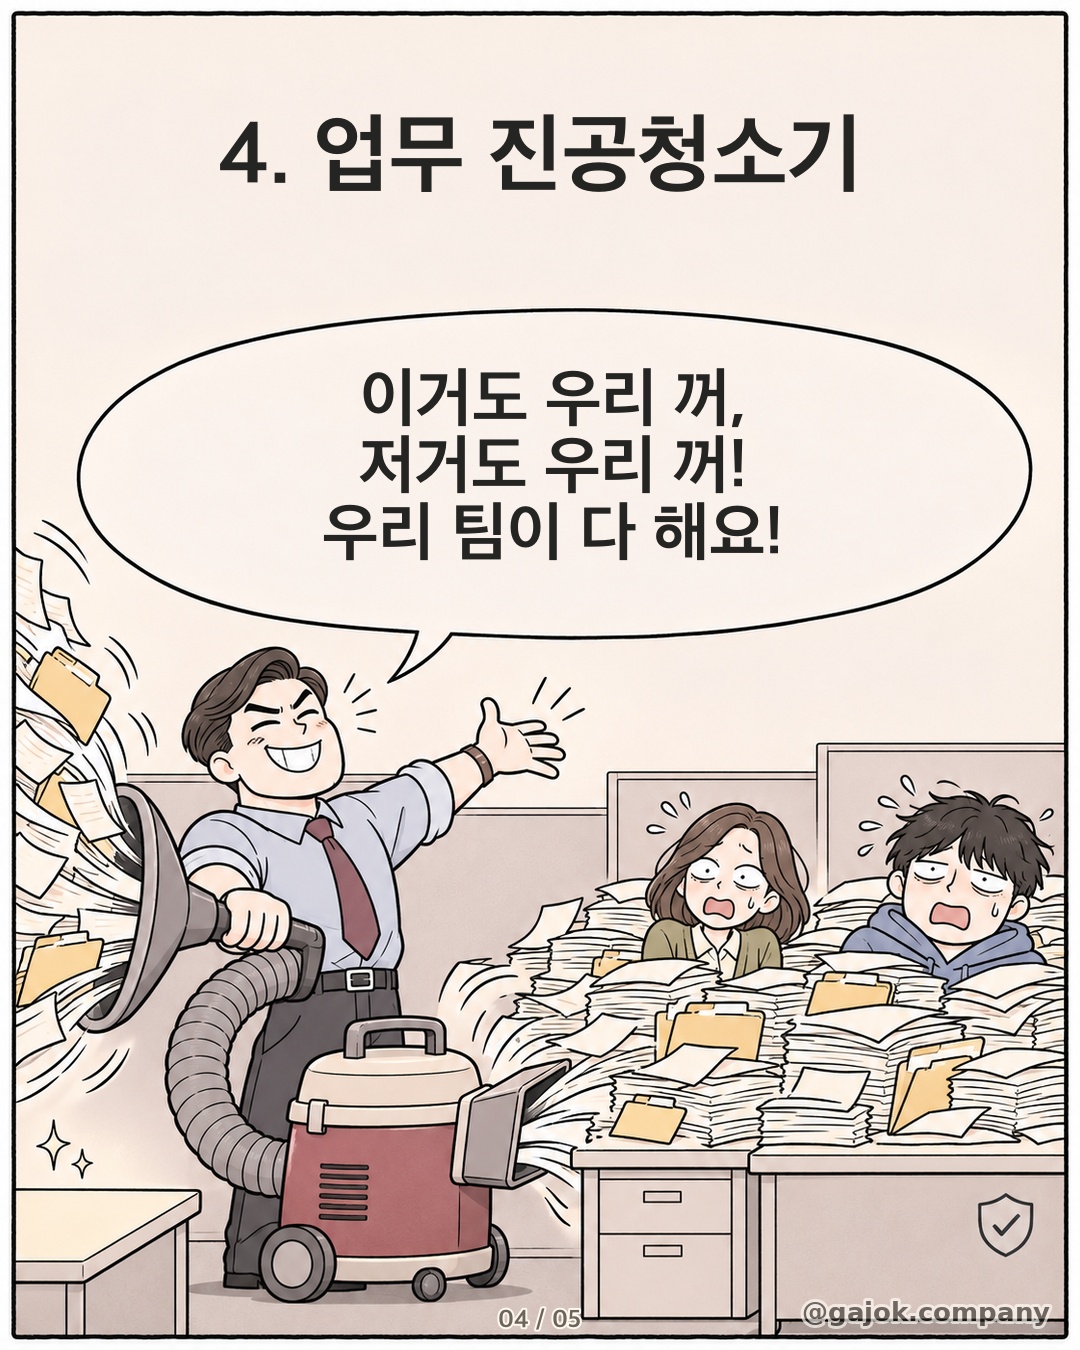 4. 업무 진공청소기
이거도 우리 꺼,
저거도 우리 꺼!
우리 팀이 다 해요!
04 / 05
@gajok.company